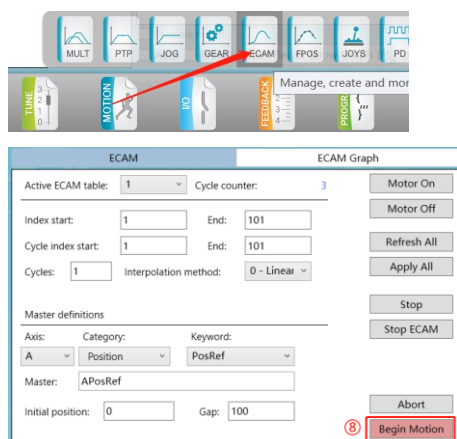 MULT PTP JOG GEAR ECAM FPOS JOYS PD
TUNE MOTION I/O FEEDBACK PROGR
Manage, create and mor
ECAM ECAM Graph
Active ECAM table: 1 Cycle counter: 3 Motor On
Motor Off
Index start: 1 End: 101
Cycle index start: 1 End: 101 Refresh All
Cycles: 1 Interpolation method: 0 - Linear Apply All
Stop
Master definitions
Stop ECAM
Axis: Category: Keyword:
A Position PosRef
Master: APosRef
Initial position: 0 Gap: 100 Abort
⑧ Begin Motion